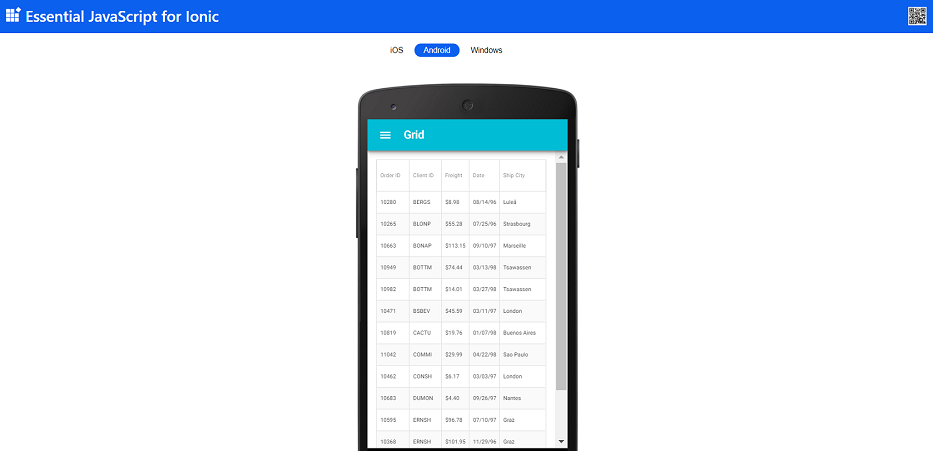 Essential JavaScript for Ionic
iOS Android Windows
Grid
Order ID Client ID Freight Date Ship City
10280 BERGS $8.98 08/14/96 Luleå
10265 BLONP $55.28 07/25/96 Strasbourg
10663 BONAP $113.15 09/10/97 Marseille
10949 BOTTM $74.44 03/13/98 Tsawassen
10982 BOTTM $14.01 03/27/98 Tsawassen
10471 BSBEV $45.59 03/11/97 London
10819 CACTU $19.76 01/07/98 Buenos Aires
11042 COMMI $29.99 04/22/98 Sao Paulo
10462 CONSH $6.17 03/03/97 London
10683 DUMON $4.40 09/26/97 Nantes
10595 ERNSH $96.78 07/10/97 Graz
10368 ERNSH $101.95 11/29/96 Graz